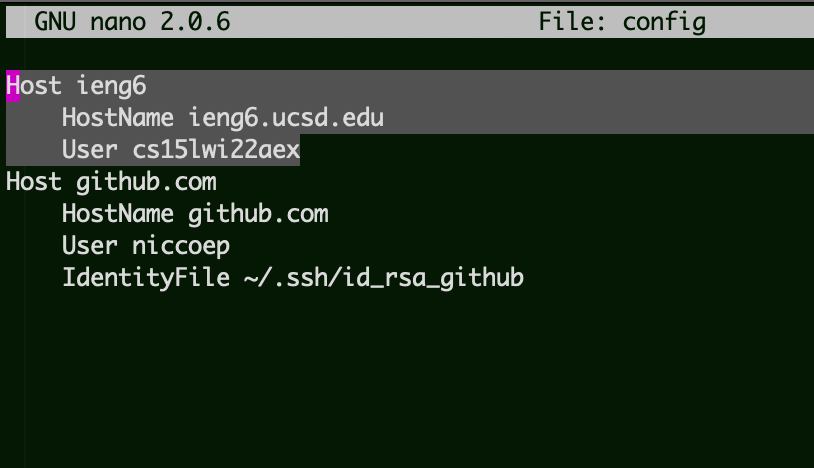 GNU nano 2.0.6 File: config
Host ieng6
HostName ieng6.ucsd.edu
User cs15lwi22aex
Host github.com
HostName github.com
User niccoep
IdentityFile ~/.ssh/id_rsa_github